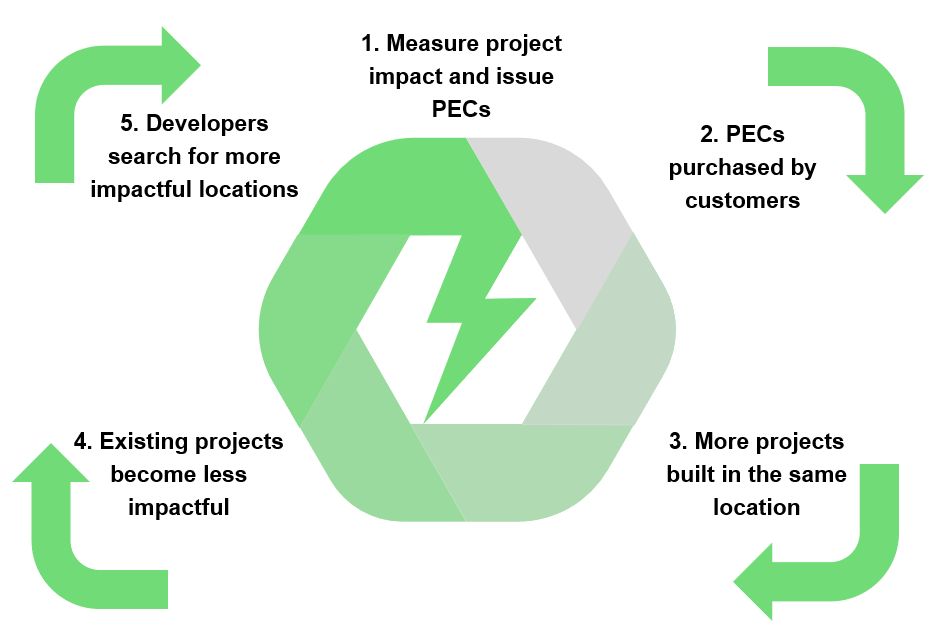 1. Measure project
impact and issue
PECs
2. PECs
purchased by
customers
3. More projects
built in the same
location
4. Existing projects
become less
impactful
5. Developers
search for more
impactful locations